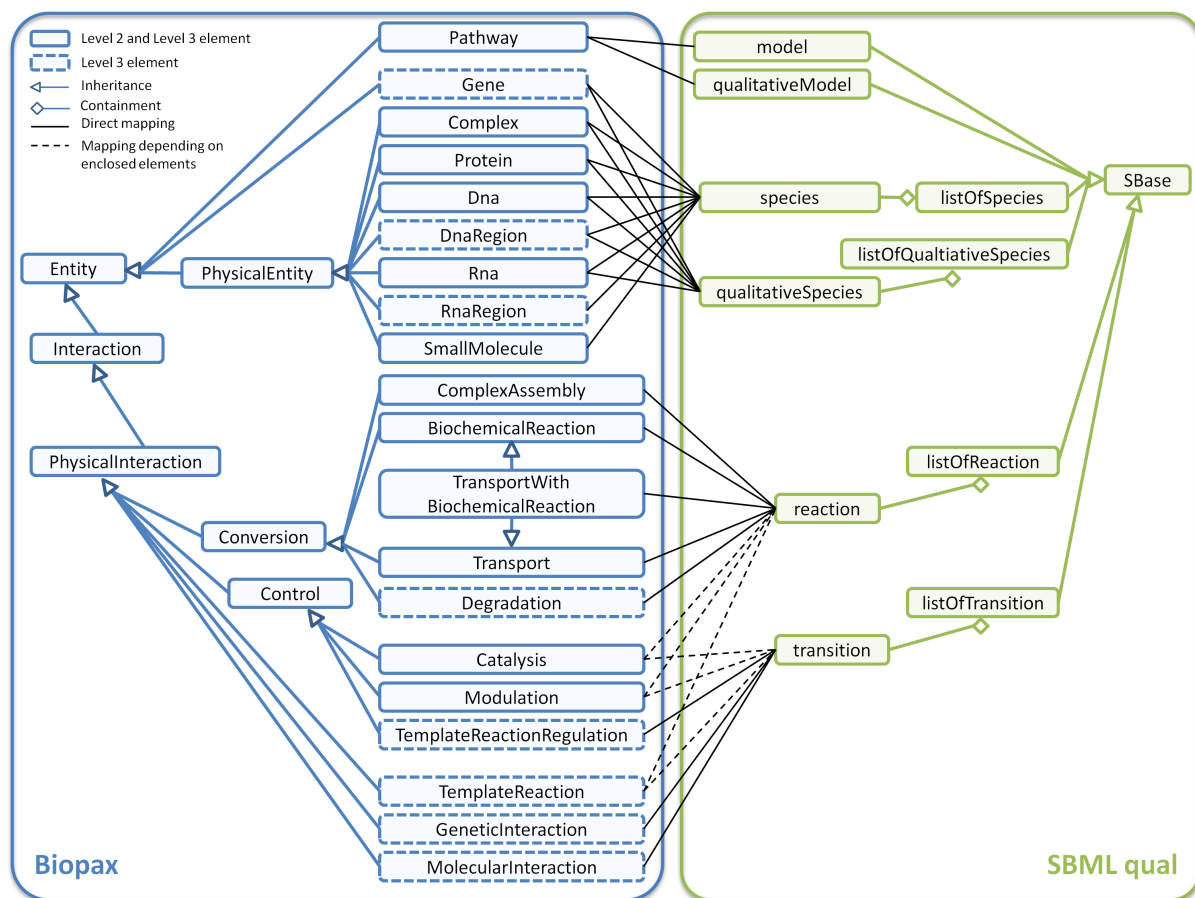 Level 2 and Level 3 element
Level 3 element
Inheritance
Containment
Direct mapping
Mapping depending on
enclosed elements
Entity
Interaction
PhysicalInteraction
PhysicalEntity
Conversion
Control
Pathway
Gene
Complex
Protein
Dna
DnaRegion
Rna
RnaRegion
SmallMolecule
ComplexAssembly
BiochemicalReaction
TransportWith
BiochemicalReaction
Transport
Degradation
Catalysis
Modulation
TemplateReactionRegulation
TemplateReaction
GeneticInteraction
MolecularInteraction
Biopax
model
qualitativeModel
species
qualitativeSpecies
reaction
transition
listOfSpecies
listOfQualtiativeSpecies
listOfReaction
listOfTransition
SBase
SBML qual